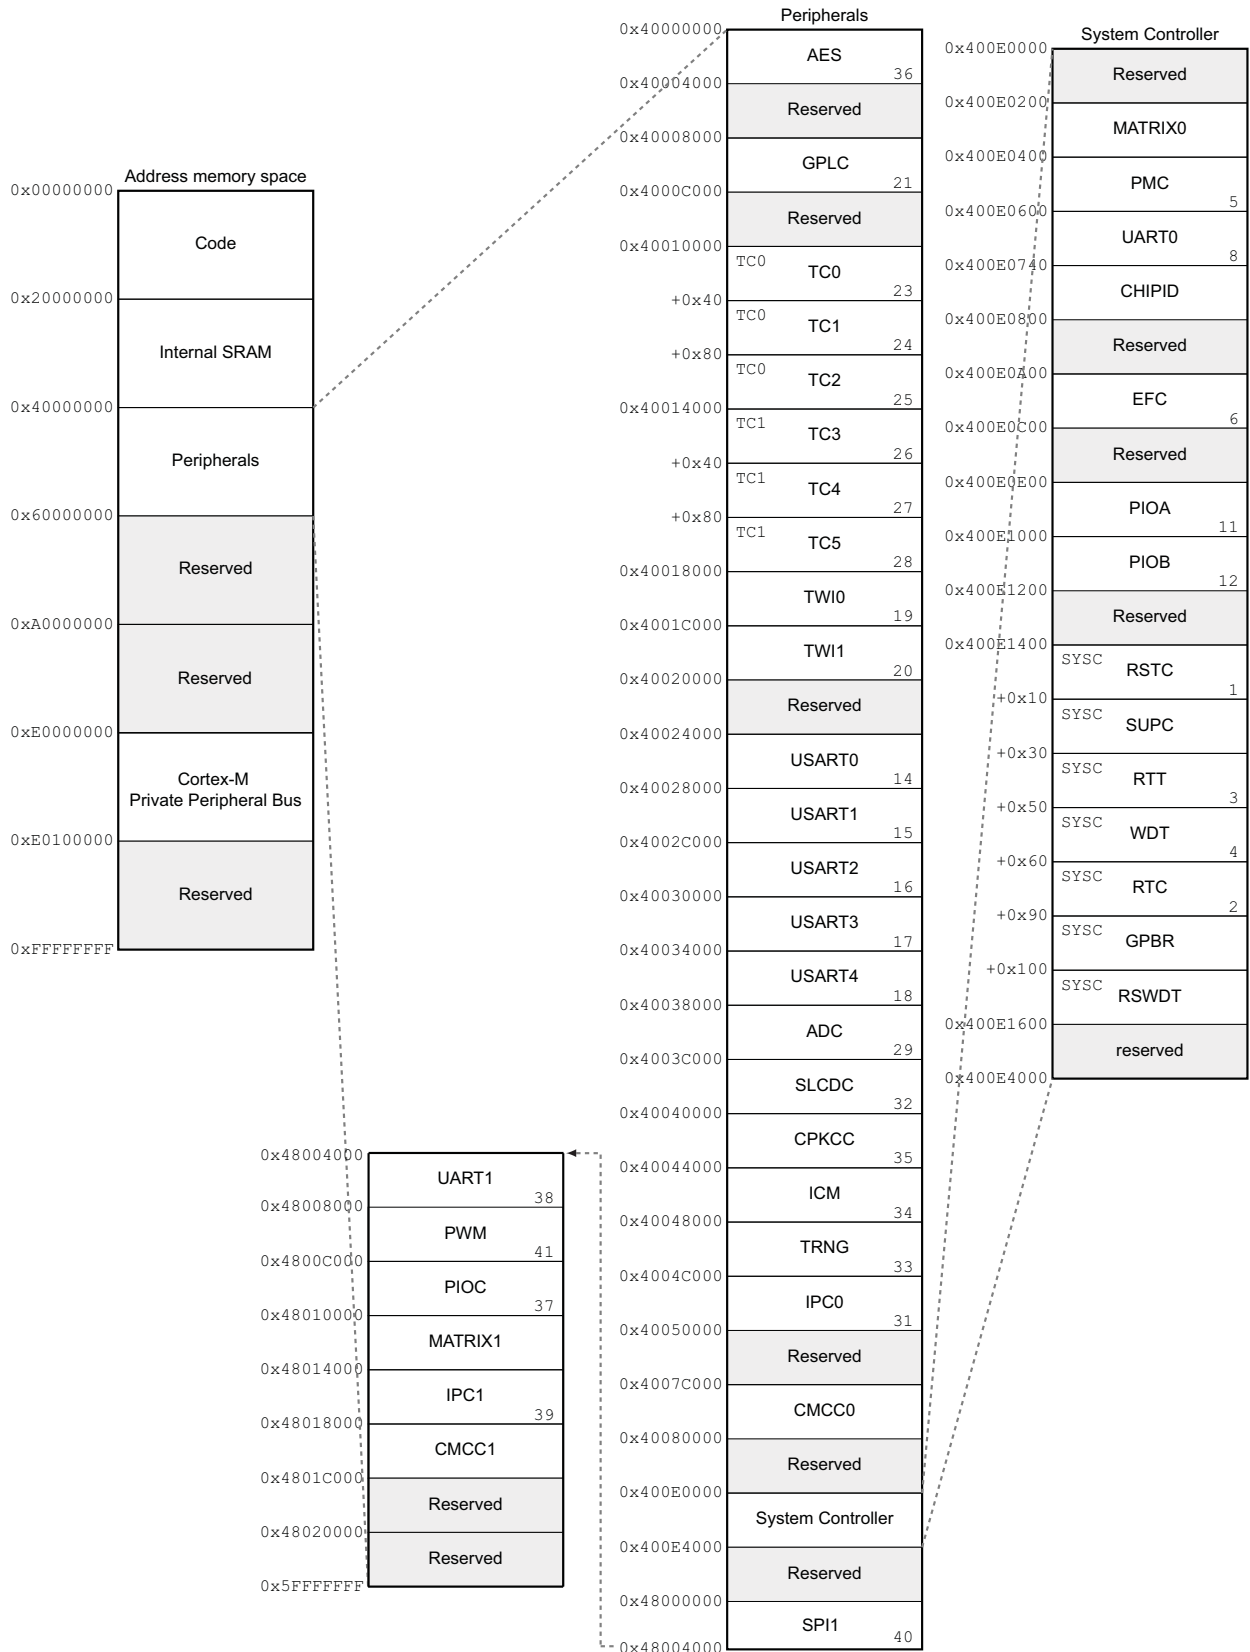 Address memory space
0x00000000
Code
0x20000000
Internal SRAM
0x40000000
Peripherals
0x60000000
Reserved
0xA0000000
Reserved
0xE0000000
Cortex-M
Private Peripheral Bus
0xE0100000
Reserved
0xFFFFFFFF
Peripherals
0x40000000
AES
36
0x40004000
Reserved
0x40008000
GPLC
21
0x4000C000
Reserved
0x40010000
TC0
TC0
23
+0x40
TC0
TC1
24
+0x80
TC0
TC2
25
0x40014000
TC1
TC3
26
+0x40
TC1
TC4
27
+0x80
TC1
TC5
28
0x40018000
TWI0
19
0x4001C000
TWI1
20
0x40020000
Reserved
0x40024000
USART0
14
0x40028000
USART1
15
0x4002C000
USART2
16
0x40030000
USART3
17
0x40034000
USART4
18
0x40038000
ADC
29
0x4003C000
SLCDC
32
0x40040000
CPKCC
35
0x40044000
ICM
34
0x40048000
TRNG
33
0x4004C000
IPC0
31
0x40050000
Reserved
0x4007C000
CMCC0
0x40080000
Reserved
0x400E0000
System Controller
0x400E4000
Reserved
0x48000000
SPI1
40
0x48004000
0x48004000
UART1
38
0x48008000
PWM
41
0x4800C000
PIOC
37
0x48010000
MATRIX1
0x48014000
IPC1
39
0x48018000
CMCC1
0x4801C000
Reserved
0x48020000
Reserved
0x5FFFFFFF
System Controller
0x400E0000
Reserved
0x400E0200
MATRIX0
0x400E0400
PMC
5
0x400E0600
UART0
8
0x400E0740
CHIPID
0x400E0800
Reserved
0x400E0A00
EFC
6
0x400E0C00
Reserved
0x400E0E00
PIOA
11
0x400E1000
PIOB
12
0x400E1200
Reserved
0x400E1400
SYSC
RSTC
1
+0x10
SYSC
SUPC
+0x30
SYSC
RTT
3
+0x50
SYSC
WDT
4
+0x60
SYSC
RTC
2
+0x90
SYSC
GPBR
+0x100
SYSC
RSWDT
0x400E1600
reserved
0x400E4000